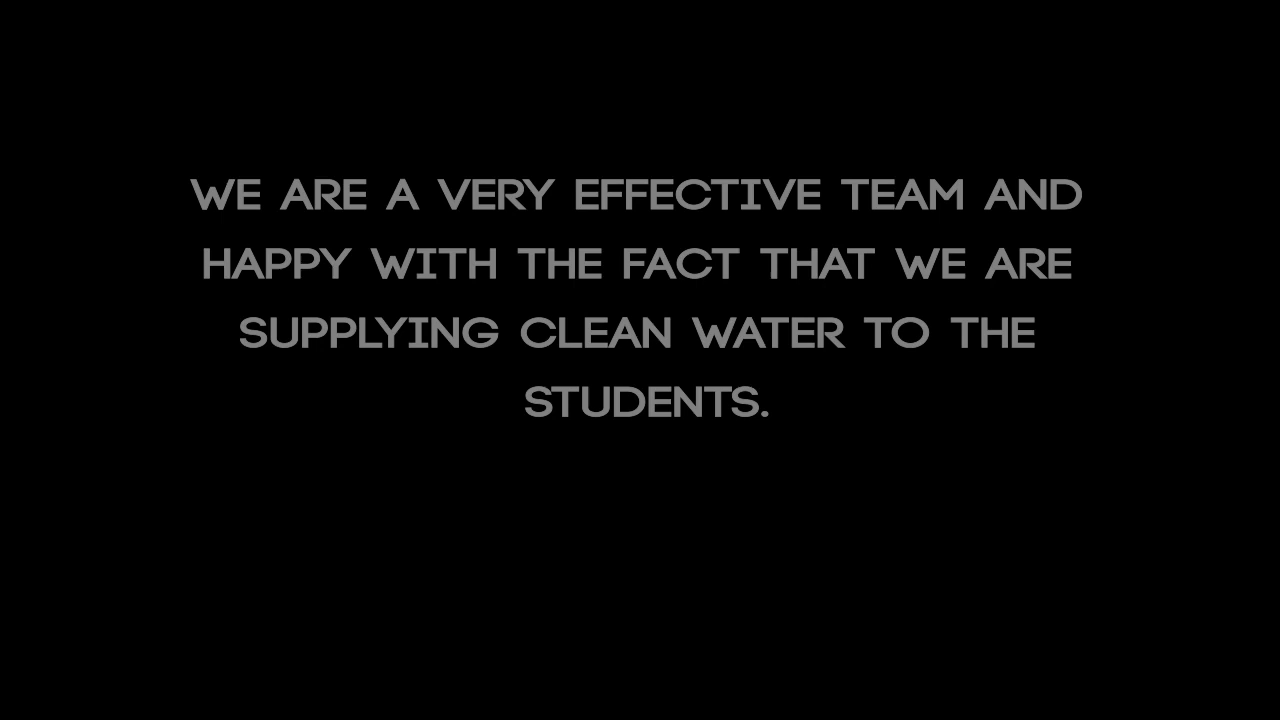 WE ARE A VERY EFFECTIVE TEAM AND
HAPPY WITH THE FACT THAT WE ARE
SUPPLYING CLEAN WATER TO THE
STUDENTS.